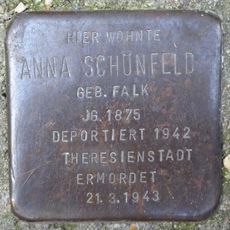 HIER WOHNTE
ANNA SCHÖNFELD
GEB. FALK
JG. 1875
DEPORTIERT 1942
THERESIENSTADT
ERMORDET
21.3.1943